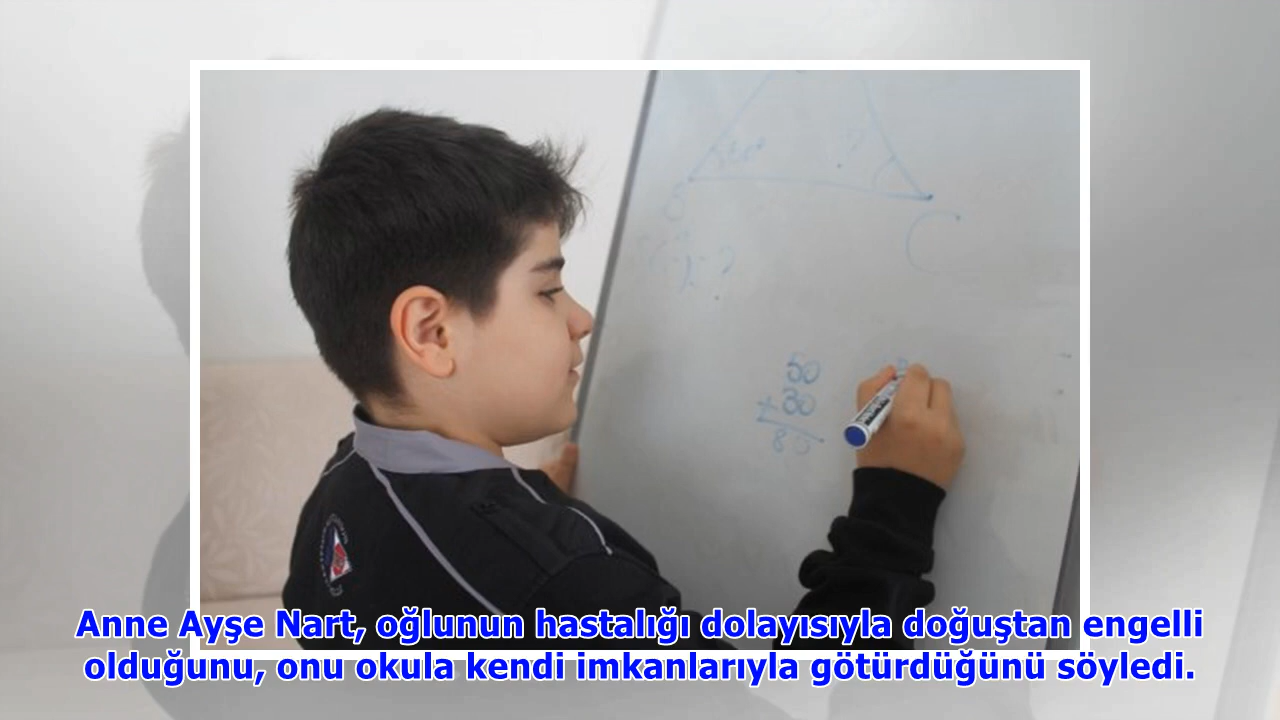 C
50
+ 30
80
Anne Ayşe Nart, oğlunun hastalığı dolayısıyla doğuştan engelli
olduğunu, onu okula kendi imkanlarıyla götürdüğünü söyledi.